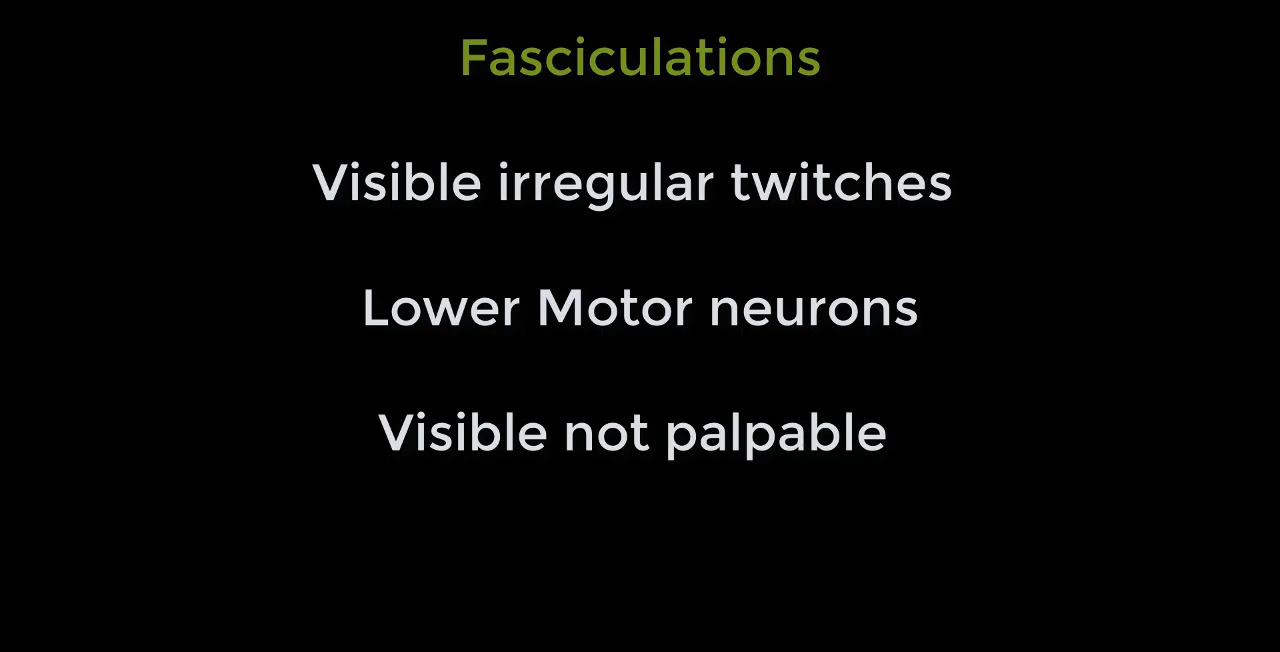 Fasciculations
Visible irregular twitches
Lower Motor neurons
Visible not palpable